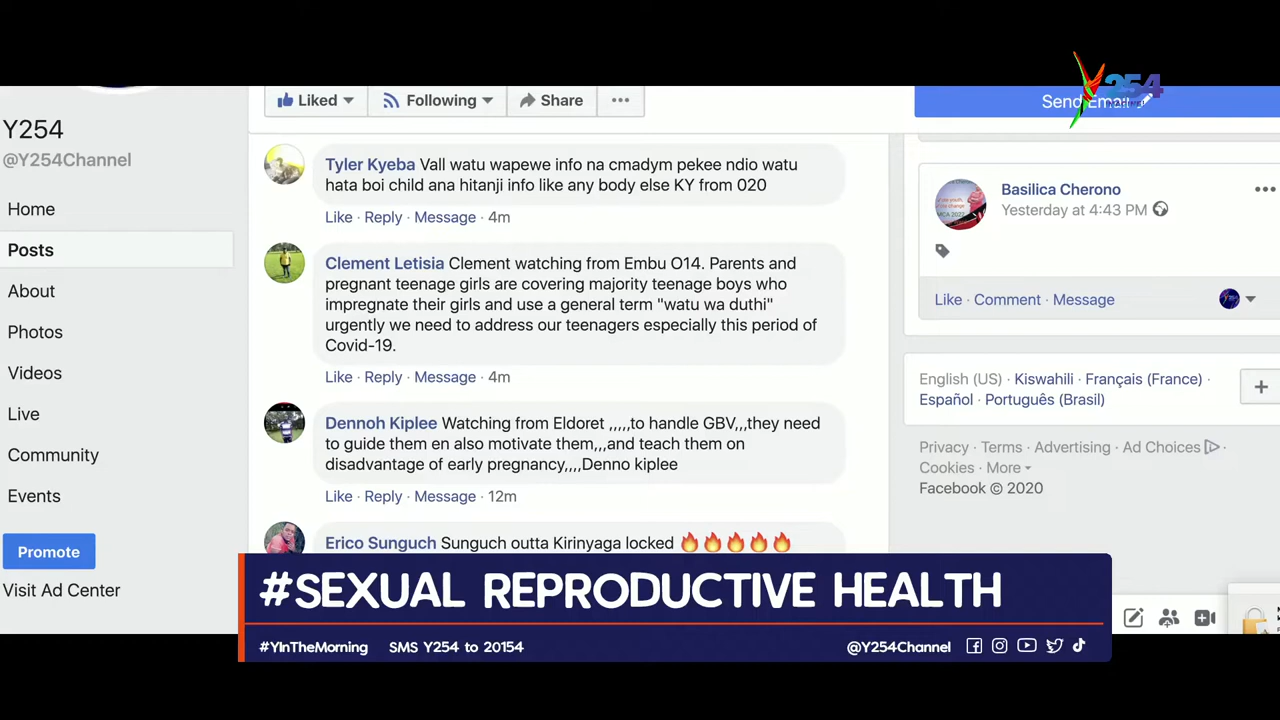 Y254
Liked
Following
Share
Send Email
Y254
@Y254Channel
Home
Posts
About
Photos
Videos
Live
Community
Events
Promote
Visit Ad Center
Tyler Kyeba Vall watu wapewe info na cmadym pekee ndio watu
hata boi child ana hitanji info like any body else KY from 020
Like · Reply · Message · 4m
Clement Letisia Clement watching from Embu O14. Parents and
pregnant teenage girls are covering majority teenage boys who
impregnate their girls and use a general term "watu wa duthi"
urgently we need to address our teenagers especially this period of
Covid-19.
Like · Reply · Message · 4m
Dennoh Kiplee Watching from Eldoret ,,,,,to handle GBV,,,they need
to guide them en also motivate them,,,and teach them on
disadvantage of early pregnancy,,,,Denno kiplee
Like · Reply · Message · 12m
Erico Sunguch Sunguch outta Kirinyaga locked 🔥🔥🔥🔥🔥
Basilica Cherono
Yesterday at 4:43 PM
Like · Comment · Message
English (US) · Kiswahili · Français (France) ·
Español · Português (Brasil)
Privacy · Terms · Advertising · Ad Choices ·
Cookies · More
Facebook © 2020
#SEXUAL REPRODUCTIVE HEALTH
#YInTheMorning SMS Y254 to 20154
@Y254Channel